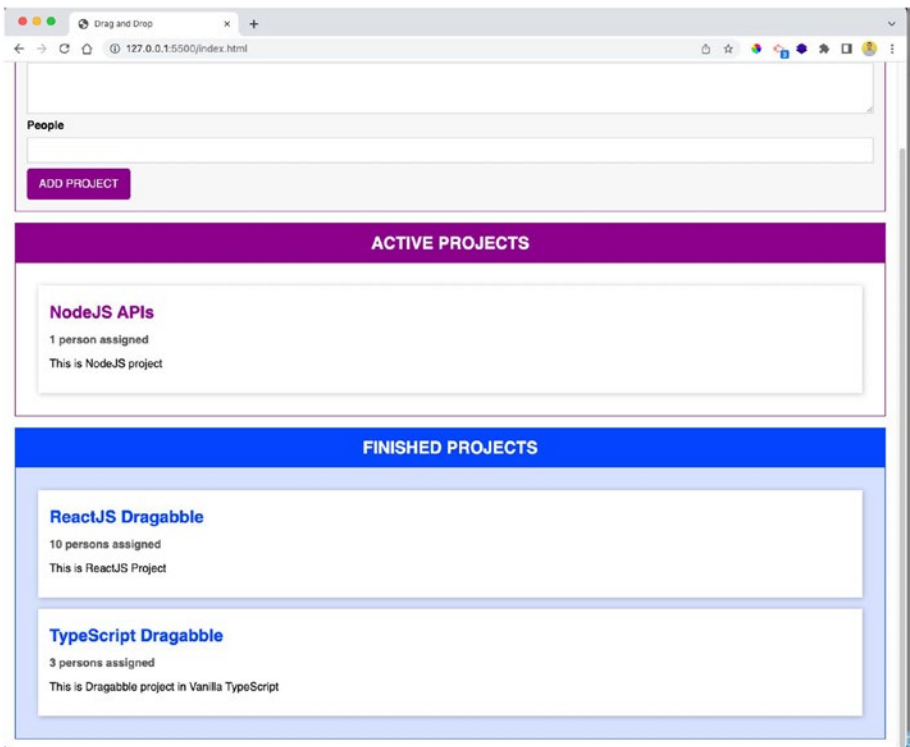 Drag and Drop
127.0.0.1:5500/index.html
People
ADD PROJECT
ACTIVE PROJECTS
NodeJS APIs
1 person assigned
This is NodeJS project
FINISHED PROJECTS
ReactJS Dragabble
10 persons assigned
This is ReactJS Project
TypeScript Dragabble
3 persons assigned
This is Dragabble project in Vanilla TypeScript